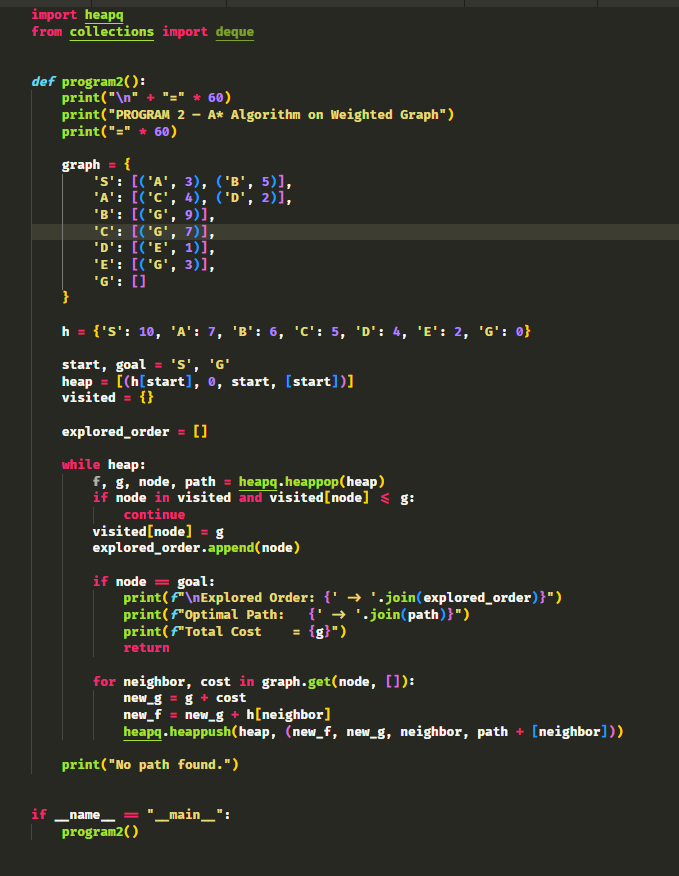 import heapq
from collections import deque
def program2():
    print("\n" + "=" * 60)
    print("PROGRAM 2 — A* Algorithm on Weighted Graph")
    print("=" * 60)
    graph = {
        'S': [('A', 3), ('B', 5)],
        'A': [('C', 4), ('D', 2)],
        'B': [('G', 9)],
        'C': [('G', 7)],
        'D': [('E', 1)],
        'E': [('G', 3)],
        'G': []
    }
    h = {'S': 10, 'A': 7, 'B': 6, 'C': 5, 'D': 4, 'E': 2, 'G': 0}
    start, goal = 'S', 'G'
    heap = [(h[start], 0, start, [start])]
    visited = {}
    explored_order = []
    while heap:
        f, g, node, path = heapq.heappop(heap)
        if node in visited and visited[node] <= g:
            continue
        visited[node] = g
        explored_order.append(node)
        if node == goal:
            print(f"\nExplored Order: {' → '.join(explored_order)}")
            print(f"Optimal Path:   {' → '.join(path)}")
            print(f"Total Cost    = {g}")
            return
        for neighbor, cost in graph.get(node, []):
            new_g = g + cost
            new_f = new_g + h[neighbor]
            heapq.heappush(heap, (new_f, new_g, neighbor, path + [neighbor]))
    print("No path found.")
if __name__ == "__main__":
    program2()